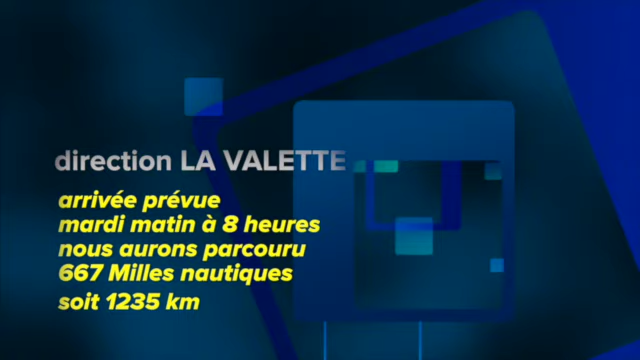 direction LA VALETTE
arrivée prévue
mardi matin à 8 heures
nous aurons parcouru
667 Milles nautiques
soit 1235 km